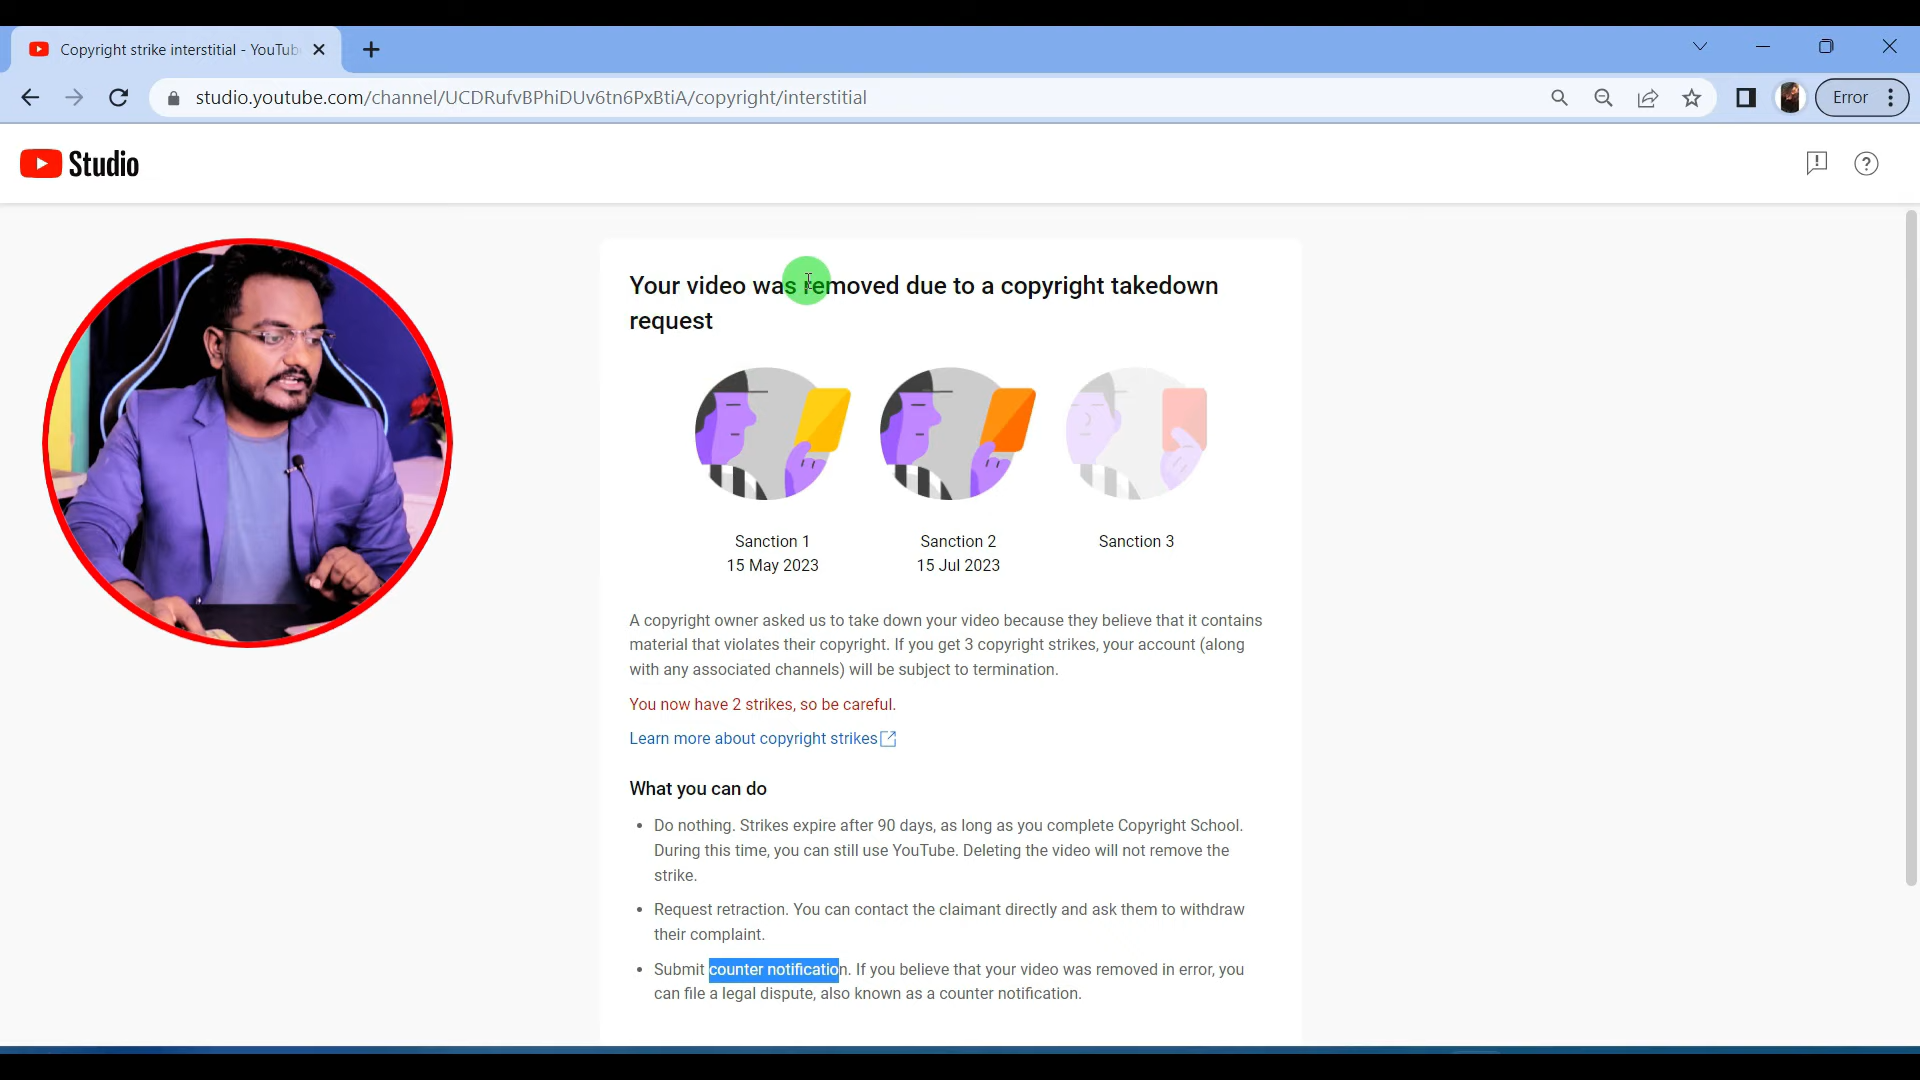 Copyright strike interstitial - YouTub
studio.youtube.com/channel/UCDRufvBPhiDUv6tn6PxBtiA/copyright/interstitial
Error
Studio
Your video was removed due to a copyright takedown
request
Sanction 1
15 May 2023
Sanction 2
15 Jul 2023
Sanction 3
A copyright owner asked us to take down your video because they believe that it contains
material that violates their copyright. If you get 3 copyright strikes, your account (along
with any associated channels) will be subject to termination.
You now have 2 strikes, so be careful.
Learn more about copyright strikes
What you can do
• Do nothing. Strikes expire after 90 days, as long as you complete Copyright School.
During this time, you can still use YouTube. Deleting the video will not remove the
strike.
• Request retraction. You can contact the claimant directly and ask them to withdraw
their complaint.
• Submit counter notification. If you believe that your video was removed in error, you
can file a legal dispute, also known as a counter notification.